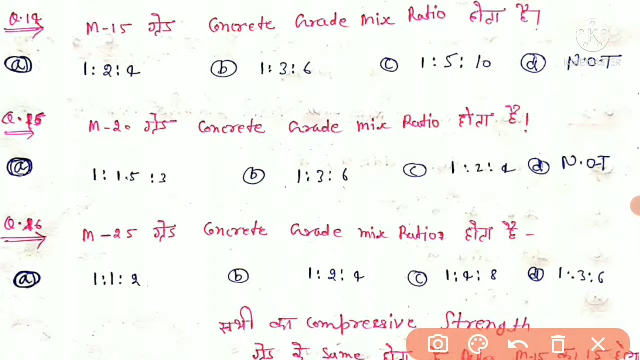 Q.14 M-15 ग्रेड Concrete Grade mix Ratio होता है।
(a) 1:2:4 (b) 1:3:6 (c) 1:5:10 (d) N.O.T
Q.15 M-20 ग्रेड Concrete Grade mix Ratio होता है!
(a) 1:1.5:3 (b) 1:3:6 (c) 1:2:4 (d) N.O.T
Q.16 M-25 ग्रेड Concrete Grade mix Ratio होता है -
(a) 1:1:2 (b) 1:2:4 (c) 1:4:8 (d) 1:3:6
सभी का Compressive Strength
ग्रेड के Same होता है M-15 का 15